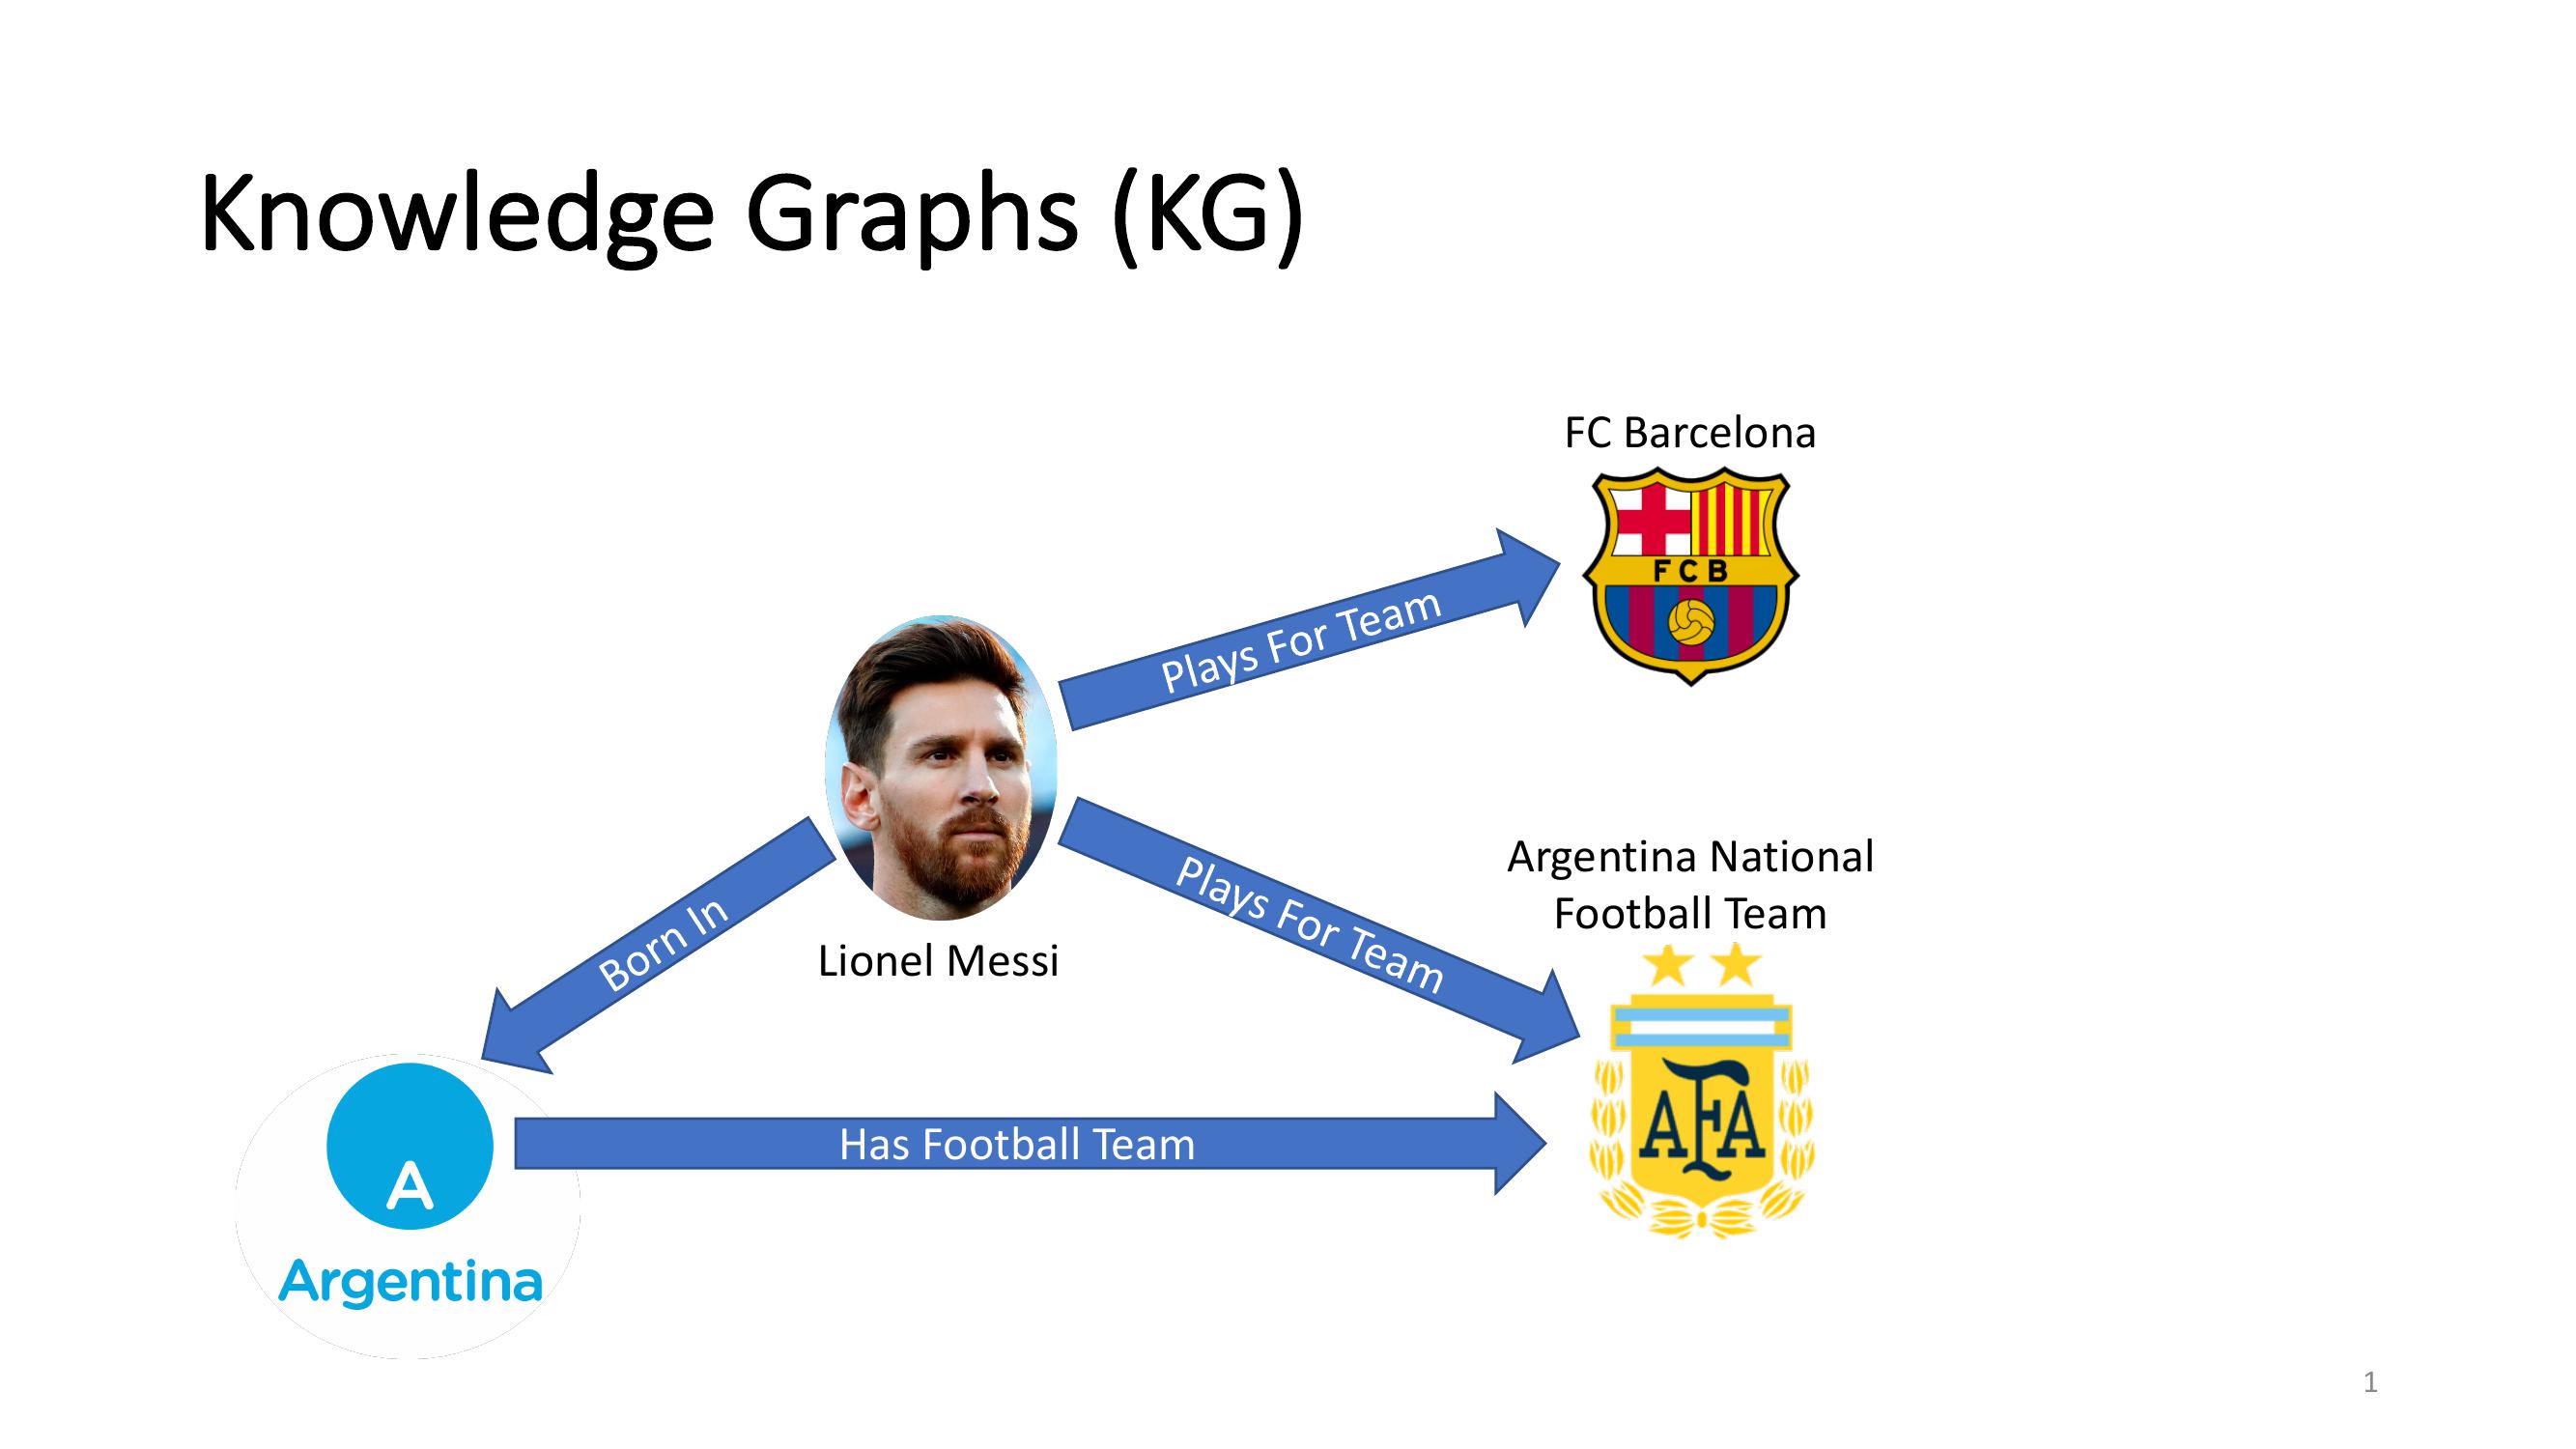 Knowledge Graphs (KG)
FC Barcelona
FCB
Plays For Team
Lionel Messi
Plays For Team
Argentina National
Football Team
AFA
Born In
Has Football Team
A
Argentina
1